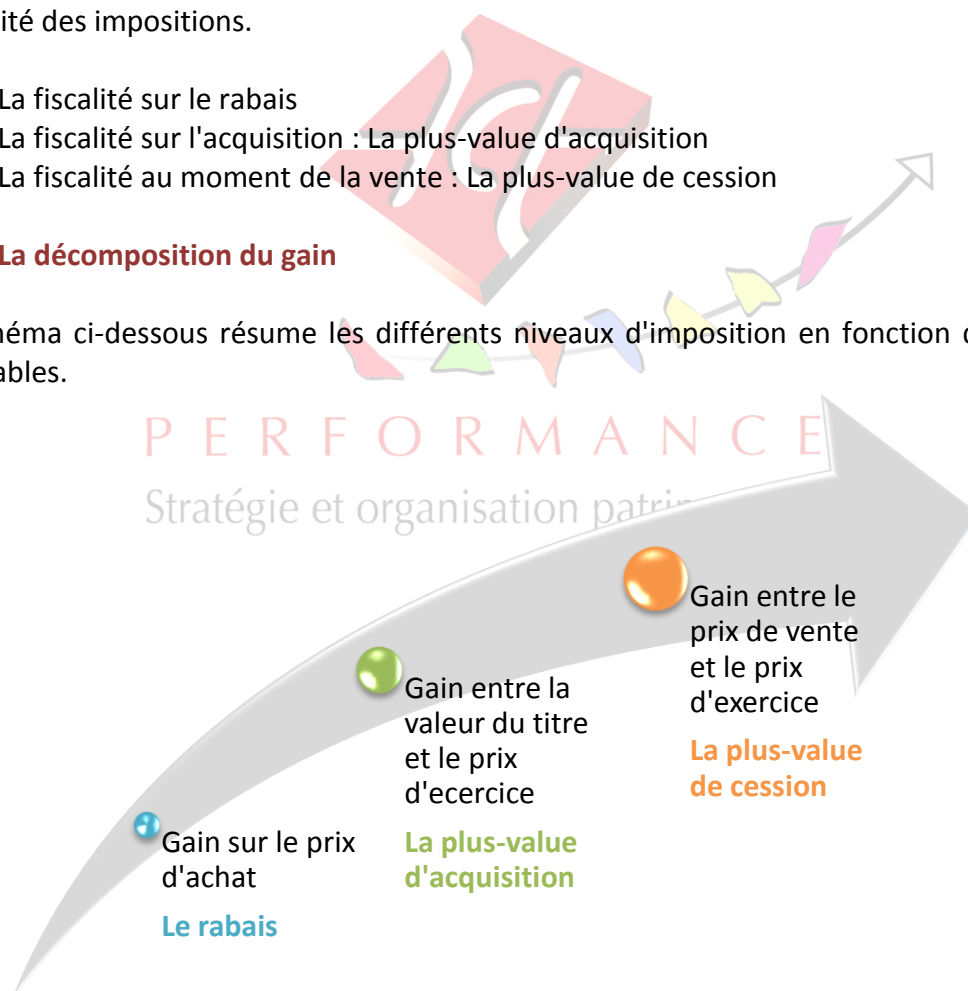 ité des impositions.
La fiscalité sur le rabais
La fiscalité sur l'acquisition : La plus-value d'acquisition
La fiscalité au moment de la vente : La plus-value de cession
La décomposition du gain
néma ci-dessous résume les différents niveaux d'imposition en fonction d
ables.
PERFORMANCE
Stratégie et organisation patri
Gain entre le
prix de vente
et le prix
d'exercice
La plus-value
de cession
Gain entre la
valeur du titre
et le prix
d'ecercice
La plus-value
d'acquisition
Gain sur le prix
d'achat
Le rabais